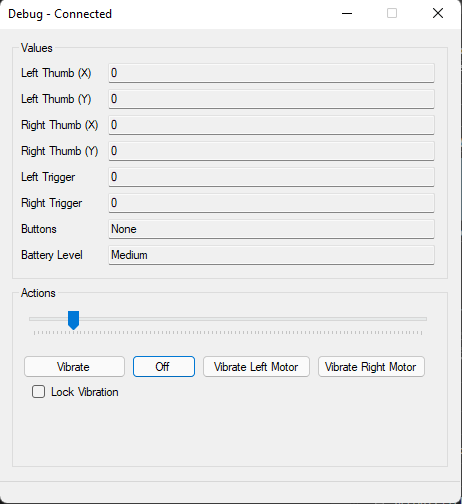 Debug - Connected
Values
Left Thumb (X) 0
Left Thumb (Y) 0
Right Thumb (X) 0
Right Thumb (Y) 0
Left Trigger 0
Right Trigger 0
Buttons None
Battery Level Medium
Actions
Vibrate Off Vibrate Left Motor Vibrate Right Motor
Lock Vibration